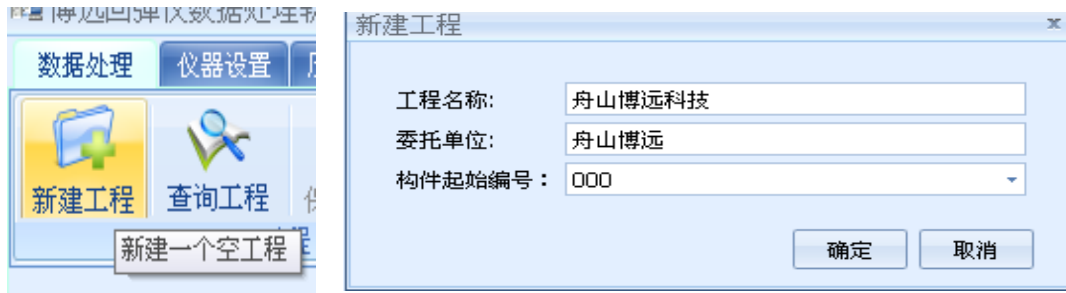 博远回弹仪数据处理
数据处理 仪器设置
新建工程 查询工程
新建一个空工程
新建工程
工程名称: 舟山博远科技
委托单位: 舟山博远
构件起始编号: 000
确定 取消